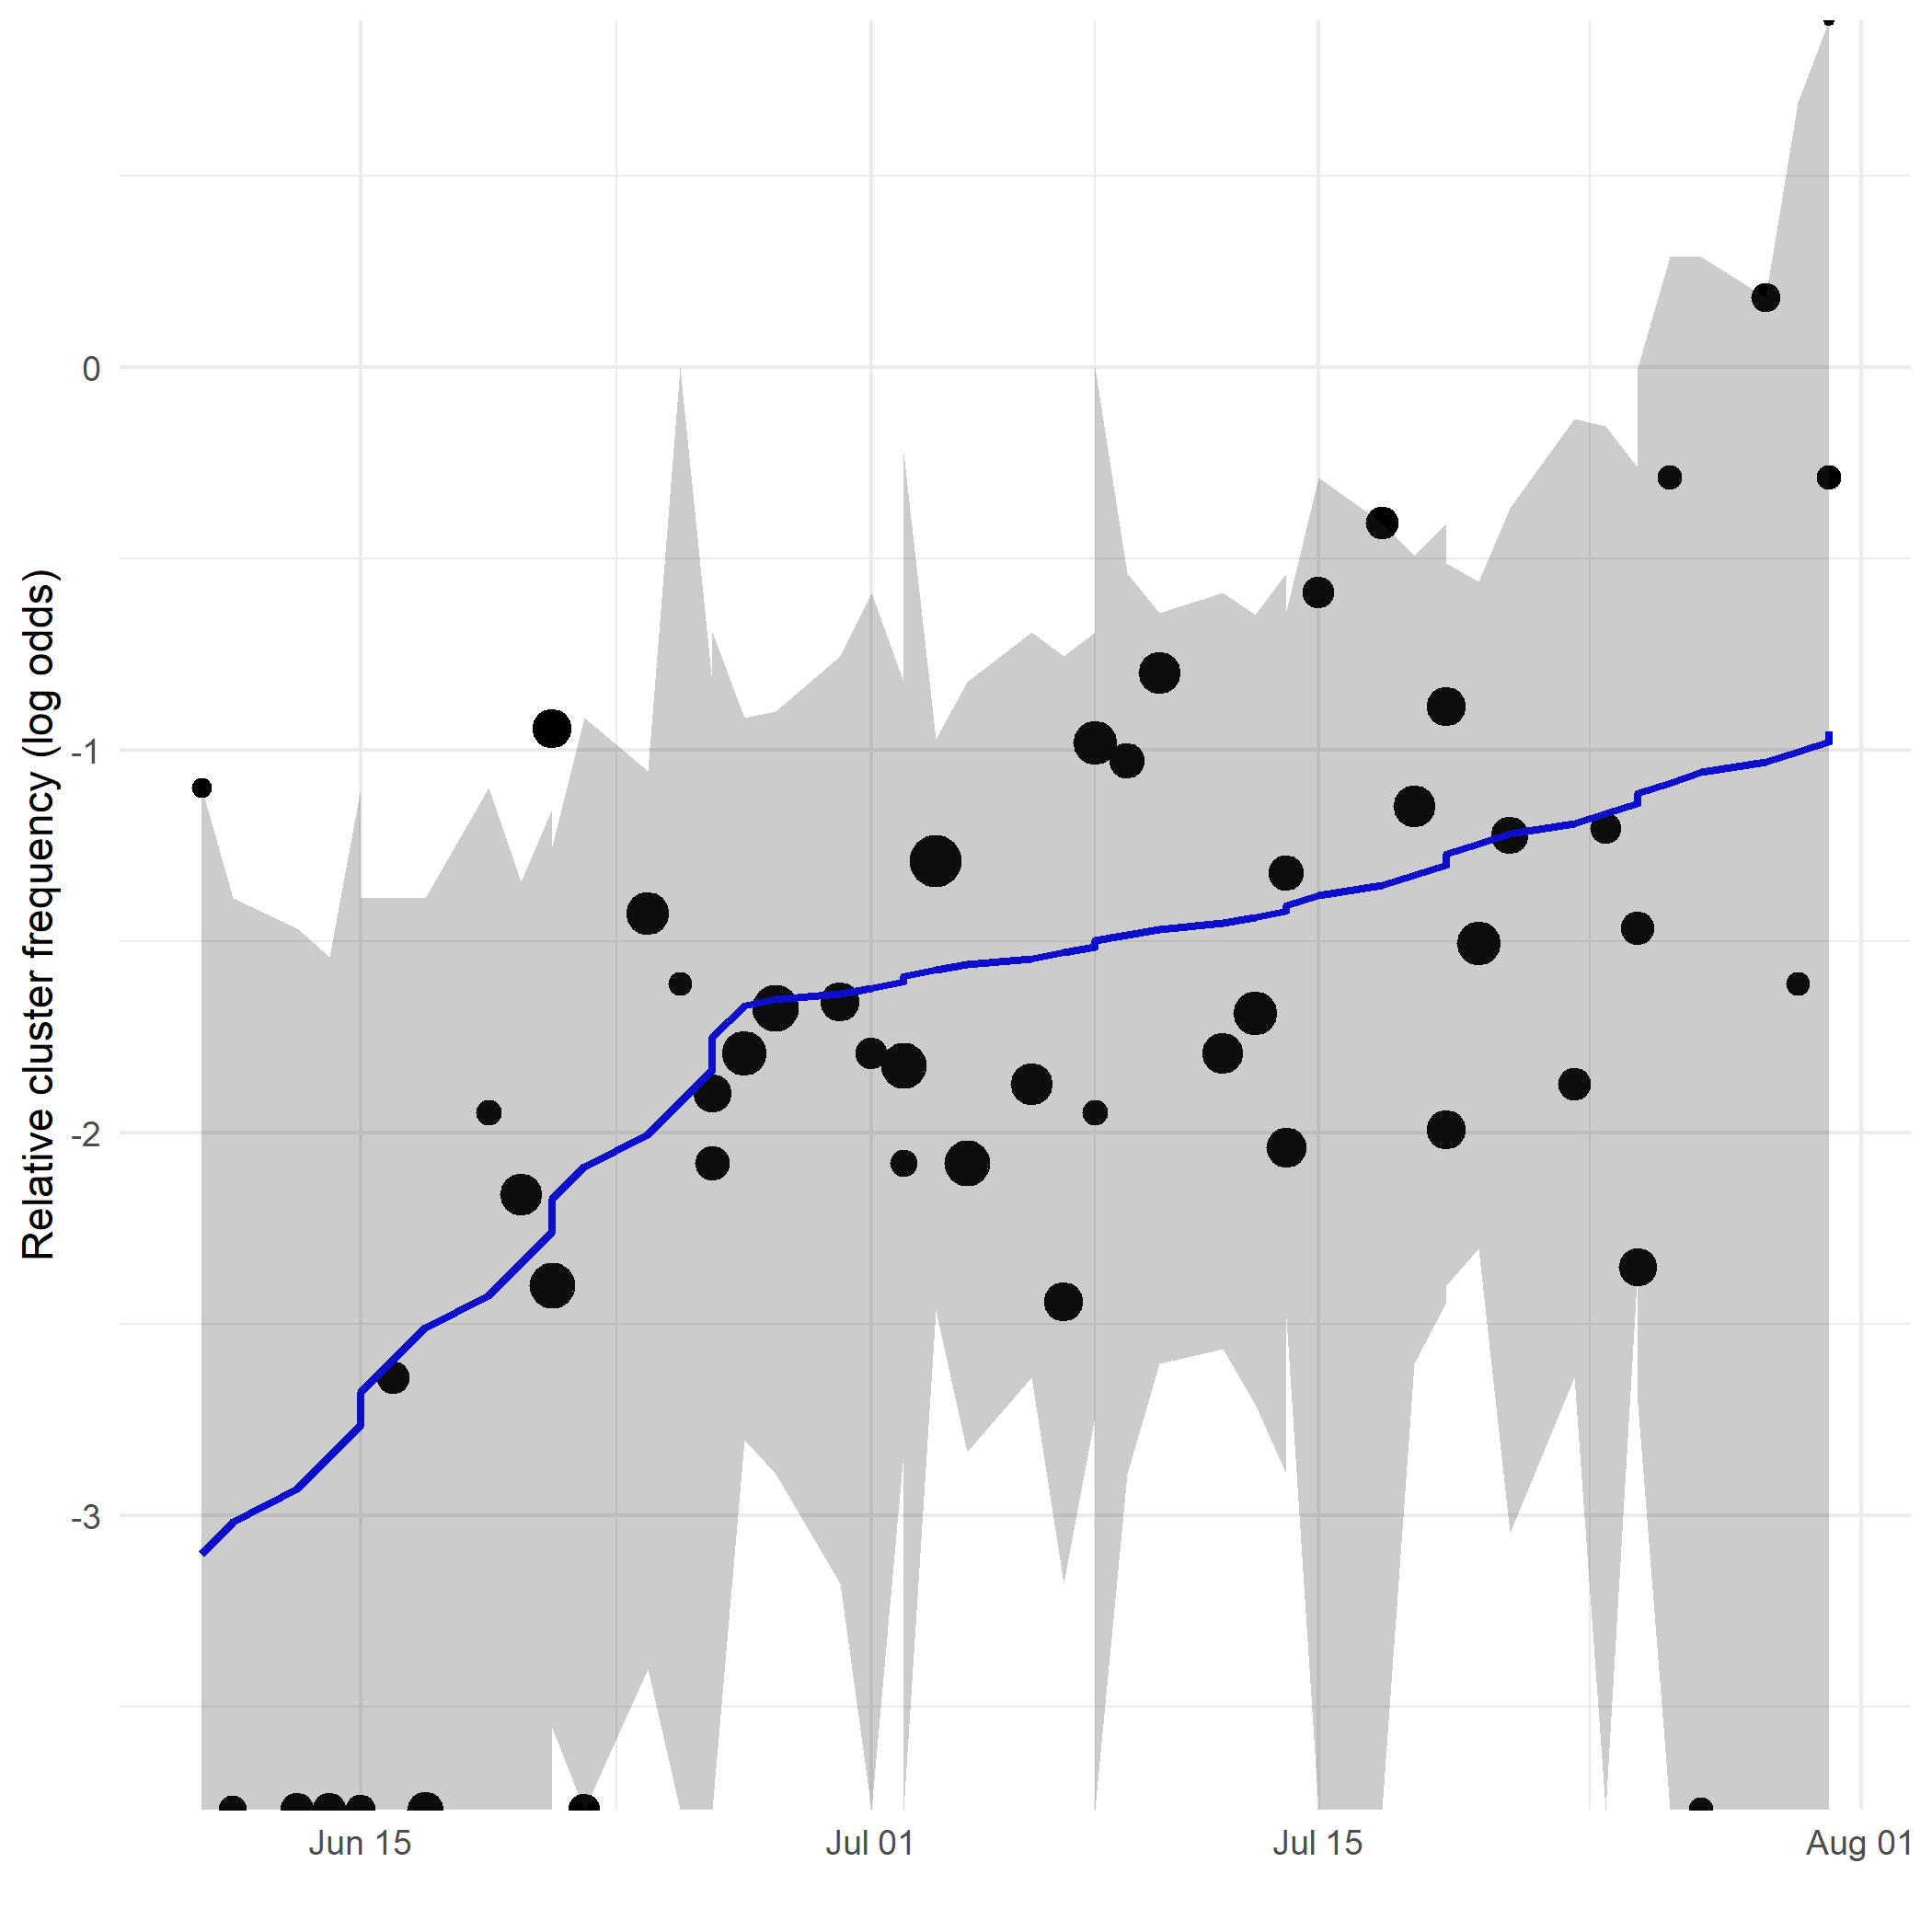 Relative cluster frequency (log odds)
0
-1
-2
-3
Jun 15
Jul 01
Jul 15
Aug 01